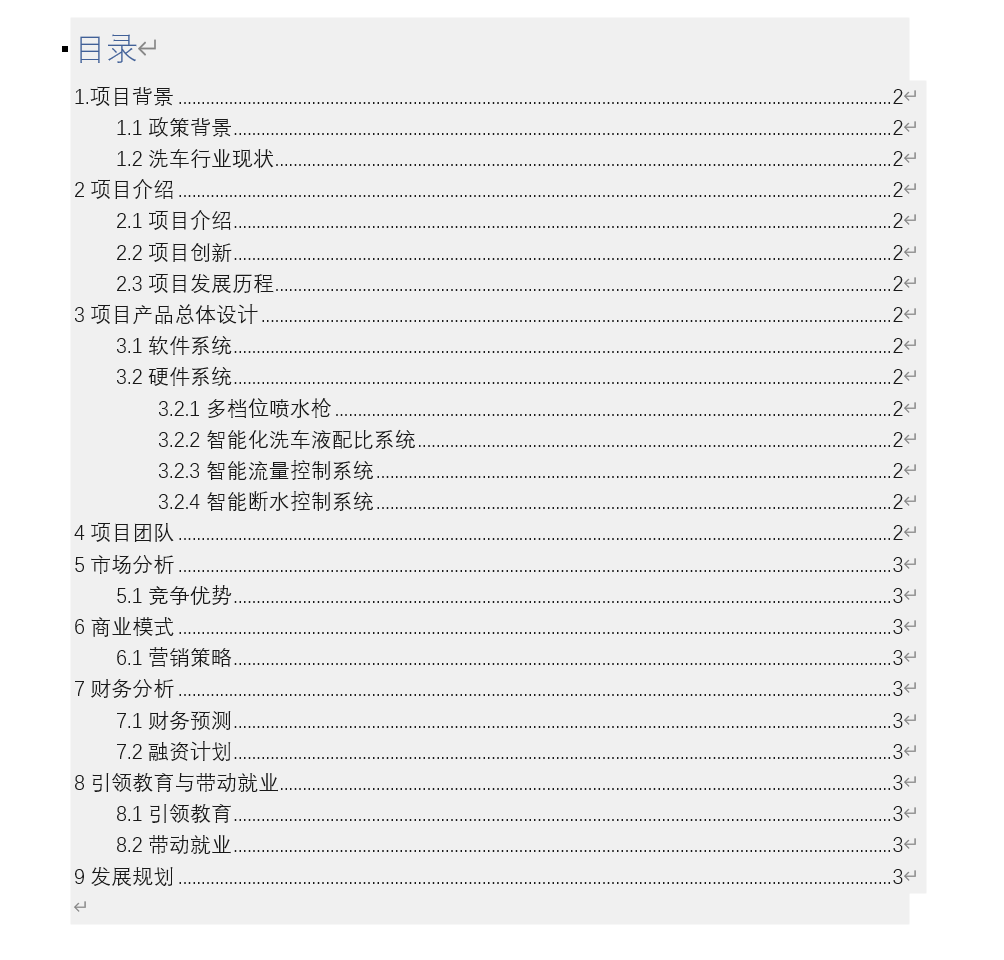 目录
1.项目背景 2
1.1 政策背景 2
1.2 洗车行业现状 2
2 项目介绍 2
2.1 项目介绍 2
2.2 项目创新 2
2.3 项目发展历程 2
3 项目产品总体设计 2
3.1 软件系统 2
3.2 硬件系统 2
3.2.1 多档位喷水枪 2
3.2.2 智能化洗车液配比系统 2
3.2.3 智能流量控制系统 2
3.2.4 智能断水控制系统 2
4 项目团队 2
5 市场分析 3
5.1 竞争优势 3
6 商业模式 3
6.1 营销策略 3
7 财务分析 3
7.1 财务预测 3
7.2 融资计划 3
8 引领教育与带动就业 3
8.1 引领教育 3
8.2 带动就业 3
9 发展规划 3